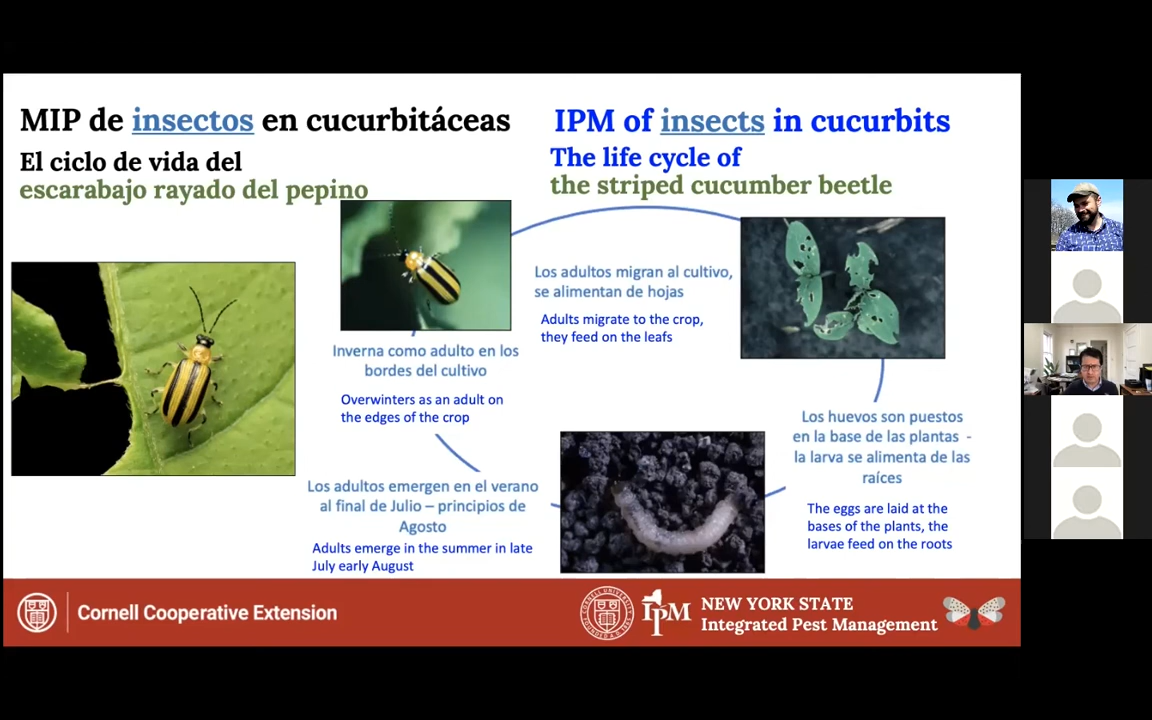 MIP de insectos en cucurbitáceas
El ciclo de vida del
escarabajo rayado del pepino
IPM of insects in cucurbits
The life cycle of
the striped cucumber beetle
Los adultos migran al cultivo,
se alimentan de hojas
Adults migrate to the crop,
they feed on the leafs
Inverna como adulto en los
bordes del cultivo
Overwinters as an adult on
the edges of the crop
Los huevos son puestos
en la base de las plantas -
la larva se alimenta de las
raíces
The eggs are laid at the
bases of the plants, the
larvae feed on the roots
Los adultos emergen en el verano
al final de Julio – principios de
Agosto
Adults emerge in the summer in late
July early August
Cornell Cooperative Extension
IPM
NEW YORK STATE
Integrated Pest Management